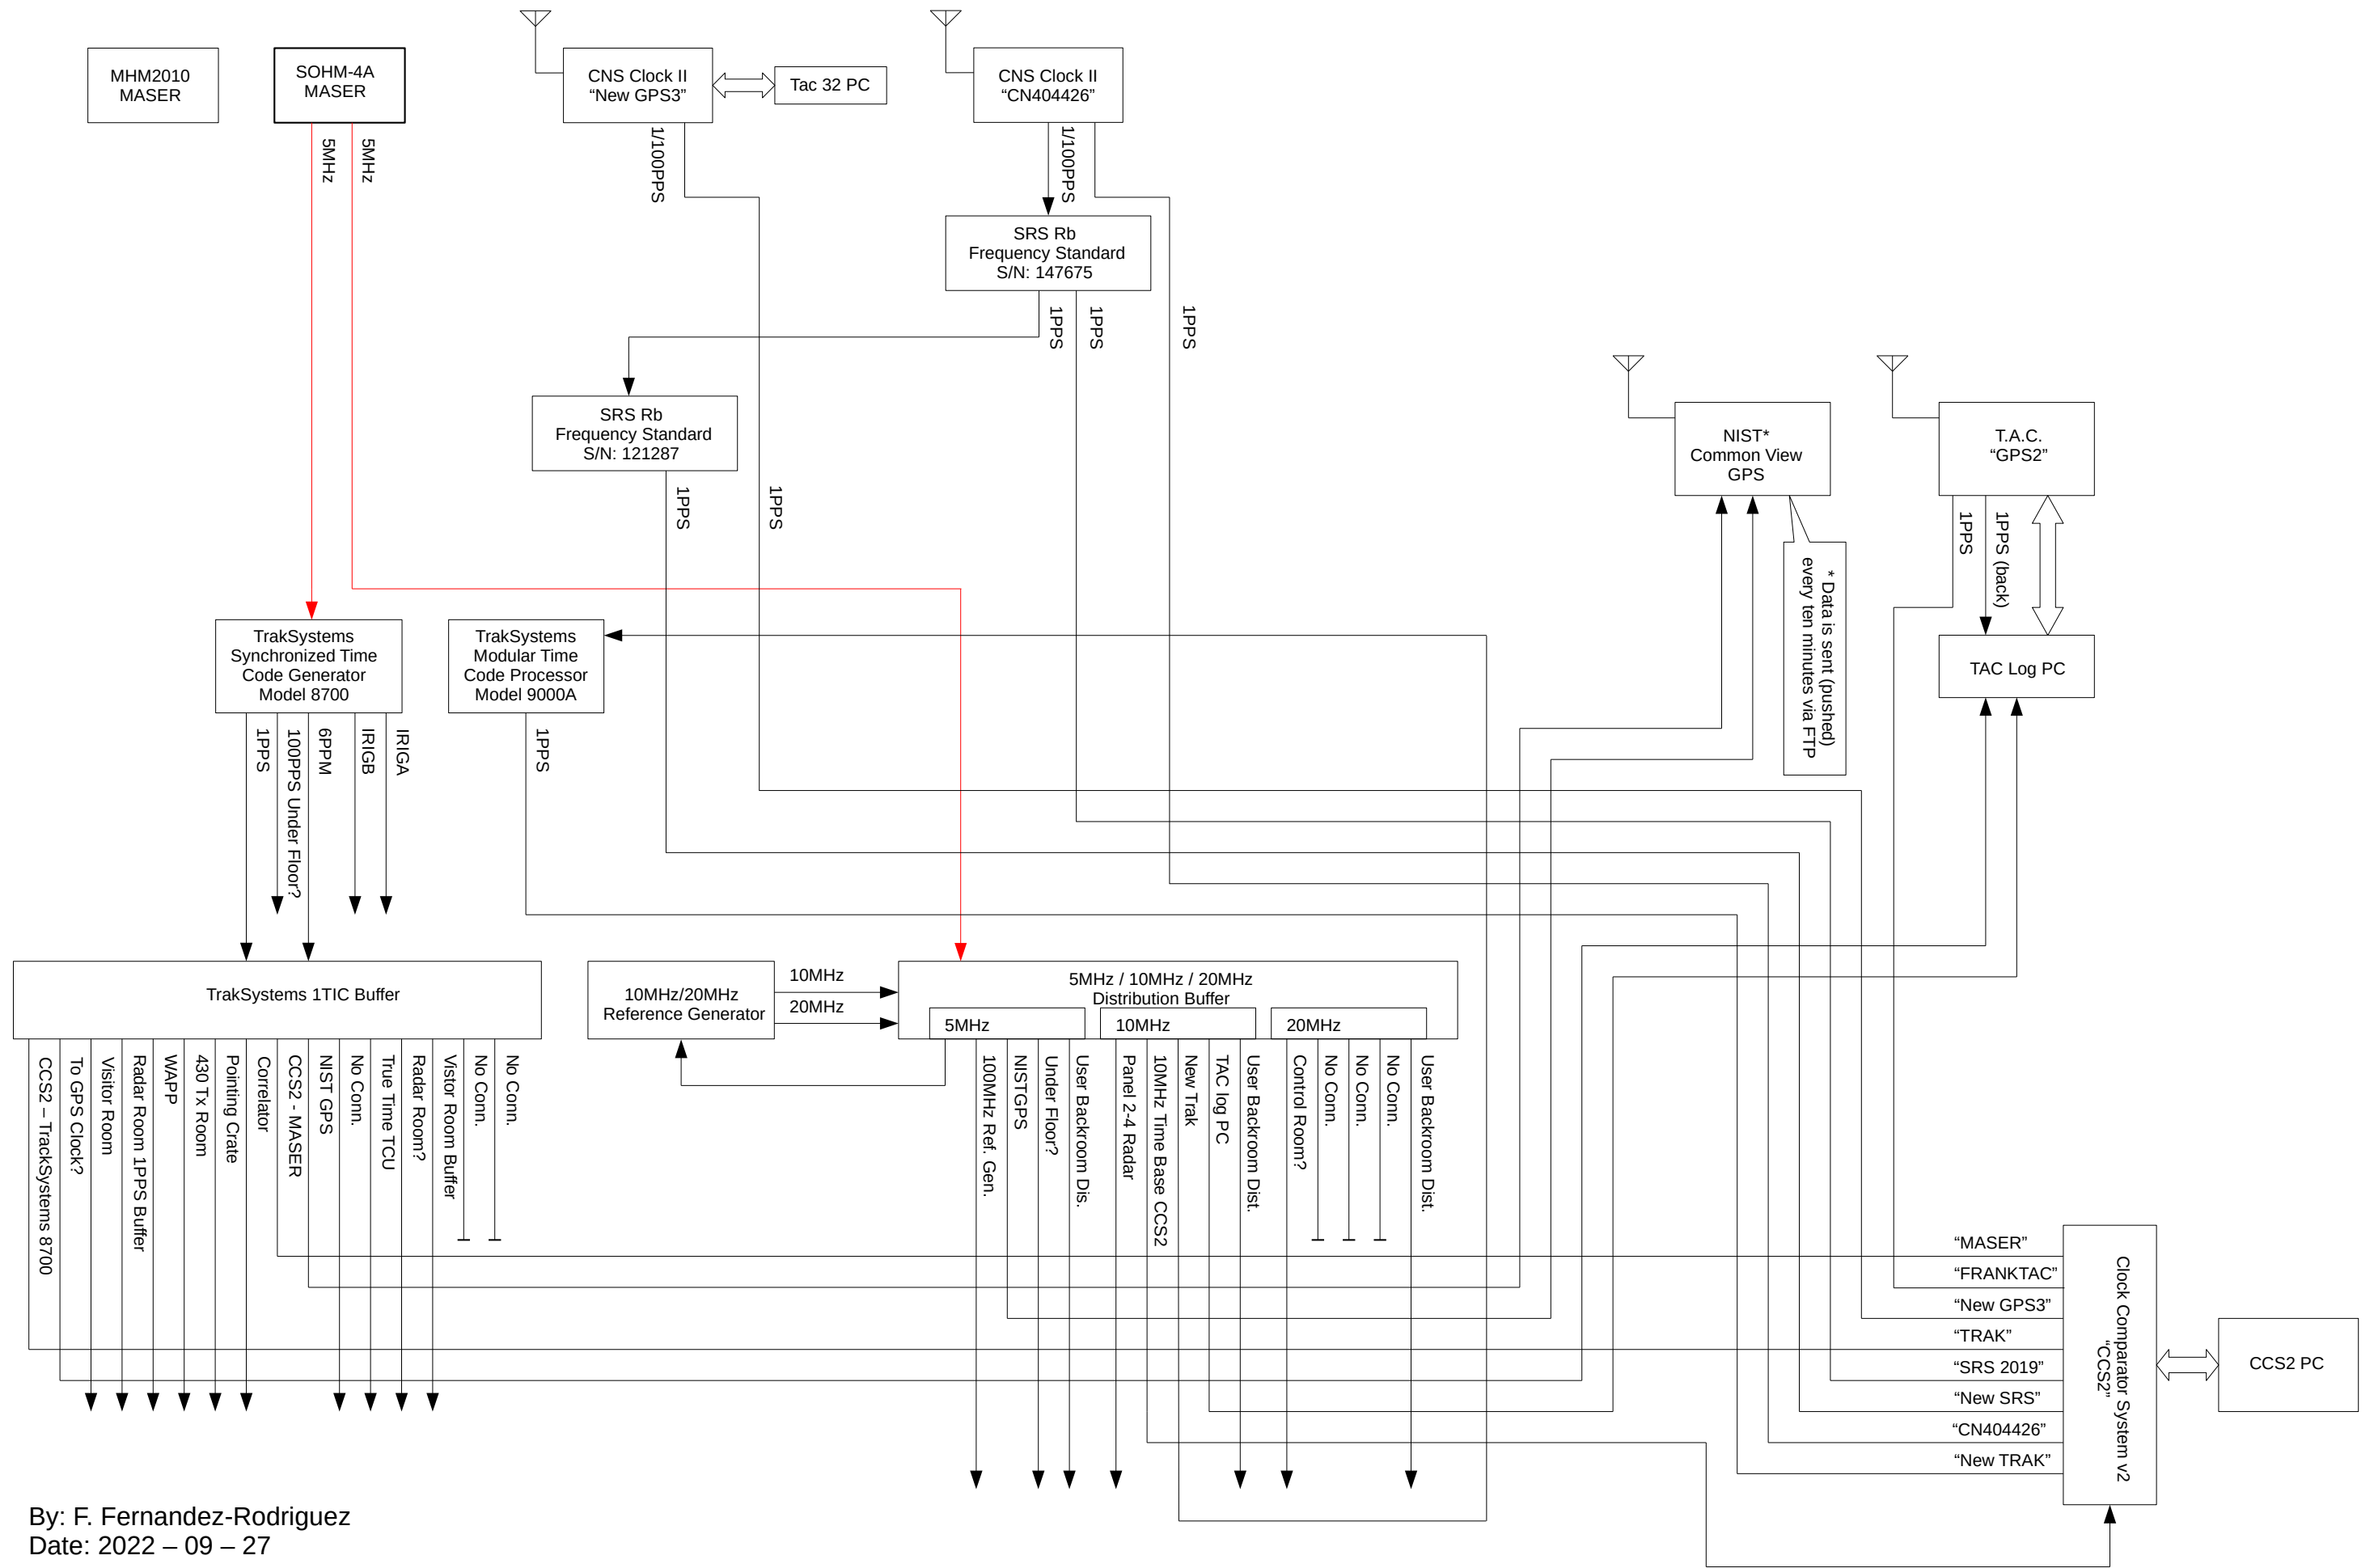 MHM2010
MASER
SOHM-4A
MASER
CNS Clock II
“New GPS3”
Tac 32 PC
CNS Clock II
“CN404426”
5MHz
5MHz
1/100PPS
1/100PPS
SRS Rb
Frequency Standard
S/N: 147675
1PPS
1PPS
1PPS
SRS Rb
Frequency Standard
S/N: 121287
1PPS
1PPS
NIST*
Common View
GPS
T.A.C.
“GPS2”
1PPS
1PPS (back)
* Data is sent (pushed)
every ten minutes via FTP
TAC Log PC
TrakSystems
Synchronized Time
Code Generator
Model 8700
TrakSystems
Modular Time
Code Processor
Model 9000A
1PPS
100PPS Under Floor?
6PPM
IRIGB
IRIGA
1PPS
TrakSystems 1TIC Buffer
10MHz/20MHz
Reference Generator
10MHz
20MHz
5MHz / 10MHz / 20MHz
Distribution Buffer
5MHz
10MHz
20MHz
CCS2 – TrackSystems 8700
To GPS Clock?
Visitor Room
Radar Room 1PPS Buffer
WAPP
430 Tx Room
Pointing Crate
Correlator
CCS2 - MASER
NIST GPS
No Conn.
True Time TCU
Radar Room?
Vistor Room Buffer
No Conn.
No Conn.
100MHz Ref. Gen.
NISTGPS
Under Floor?
User Backroom Dis.
Panel 2-4 Radar
10MHz Time Base CCS2
New Trak
TAC log PC
User Backroom Dist.
Control Room?
No Conn.
No Conn.
No Conn.
User Backroom Dist.
“MASER”
“FRANKTAC”
“New GPS3”
“TRAK”
“SRS 2019”
“New SRS”
“CN404426”
“New TRAK”
Clock Comparator System v2
“CCS2”
CCS2 PC
By: F. Fernandez-Rodriguez
Date: 2022 – 09 – 27